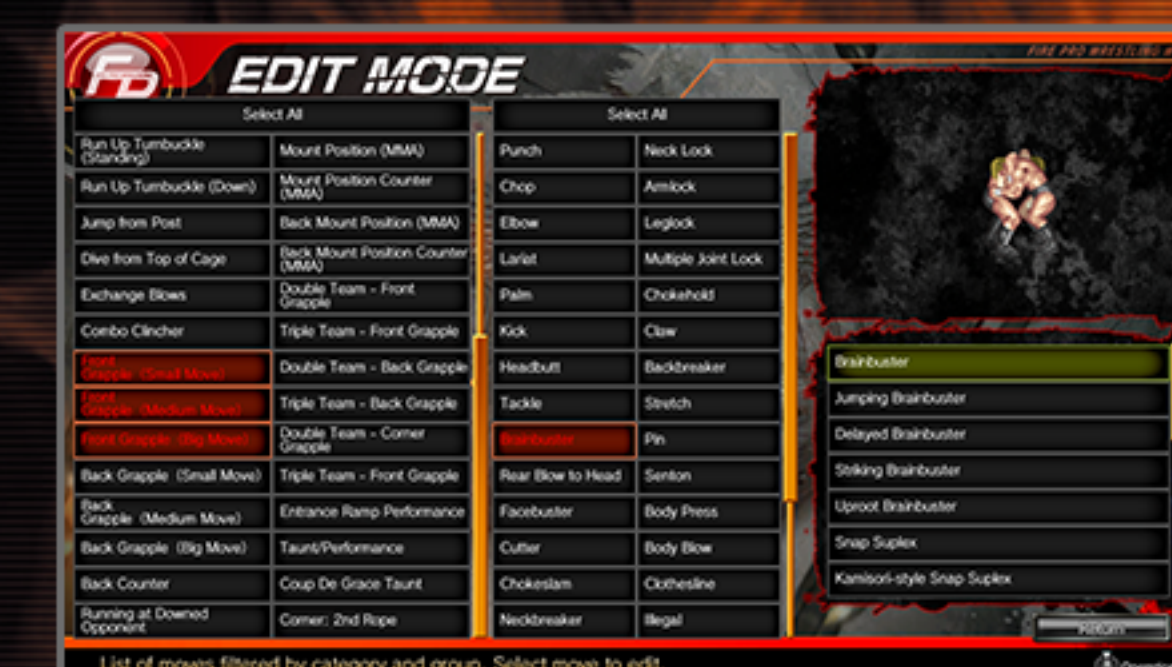 FIRE PRO WRESTLING
EDIT MODE
Select All
Select All
Run Up Turnbuckle
(Standing)
Mount Position (MMA)
Punch
Neck Lock
Run Up Turnbuckle (Down)
Mount Position Counter
(MMA)
Chop
Armlock
Jump from Post
Back Mount Position (MMA)
Elbow
Leglock
Dive from Top of Cage
Back Mount Position Counter
(MMA)
Lariat
Multiple Joint Lock
Exchange Blows
Double Team - Front
Grapple
Palm
Chokehold
Combo Clincher
Triple Team - Front Grapple
Kick
Claw
Front
Grapple (Small Move)
Double Team - Back Grapple
Headbutt
Backbreaker
Front
Grapple (Medium Move)
Triple Team - Back Grapple
Tackle
Stretch
Front Grapple (Big Move)
Double Team - Corner
Grapple
Brainbuster
Pin
Back Grapple (Small Move)
Triple Team - Front Grapple
Rear Blow to Head
Senton
Back
Grapple (Medium Move)
Entrance Ramp Performance
Facebuster
Body Press
Back Grapple (Big Move)
Taunt/Performance
Cutter
Body Blow
Back Counter
Coup De Grace Taunt
Chokeslam
Clothesline
Running at Downed
Opponent
Corner: 2nd Rope
Neckbreaker
Illegal
Brainbuster
Jumping Brainbuster
Delayed Brainbuster
Striking Brainbuster
Uproot Brainbuster
Snap Suplex
Kamisori-style Snap Suplex
Return
List of moves filtered by category and group. Select move to edit.